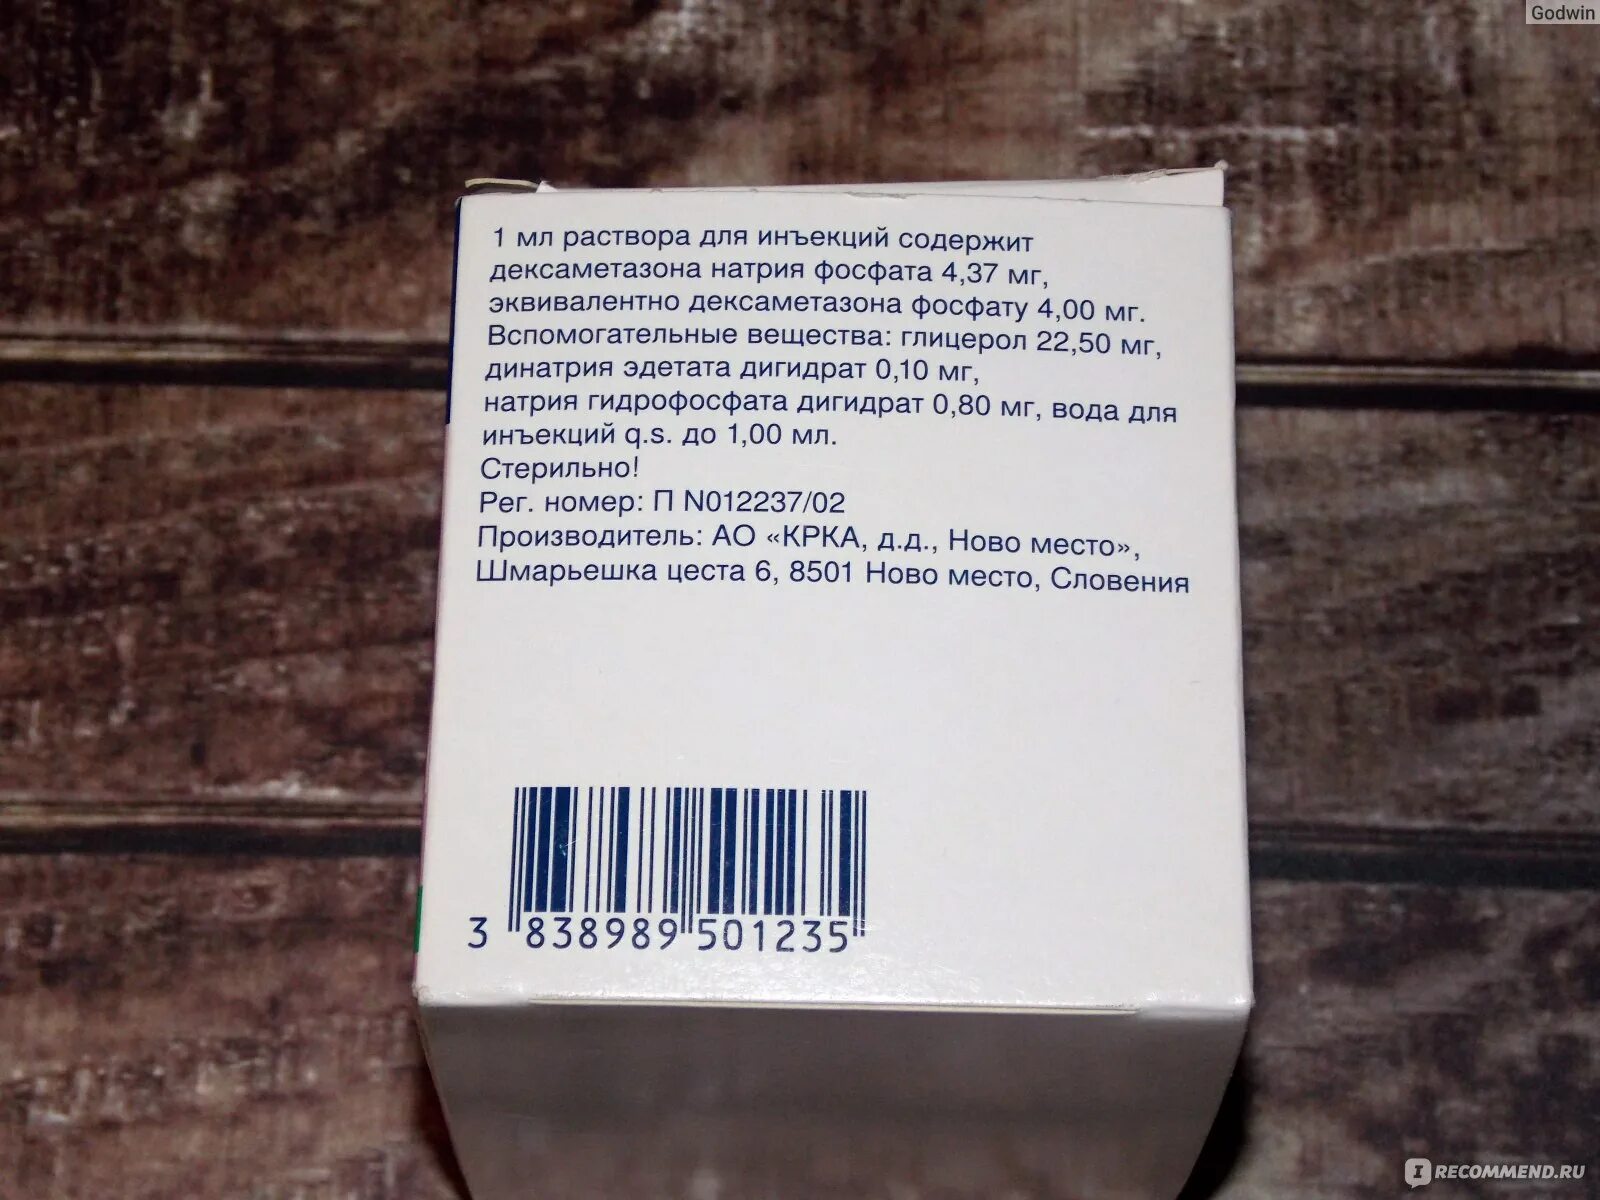 Godwin
1 мл раствора для инъекций содержит
дексаметазона натрия фосфата 4,37 мг,
эквивалентно дексаметазона фосфату 4,00 мг.
Вспомогательные вещества: глицерол 22,50 мг,
динатрия эдетата дигидрат 0,10 мг,
натрия гидрофосфата дигидрат 0,80 мг, вода для
инъекций q.s. до 1,00 мл.
Стерильно!
Рег. номер: П N012237/02
Производитель: АО «КРКА, д.д., Ново место»,
Шмарьешка цеста 6, 8501 Ново место, Словения
3 838989 501235
RECOMMEND.RU